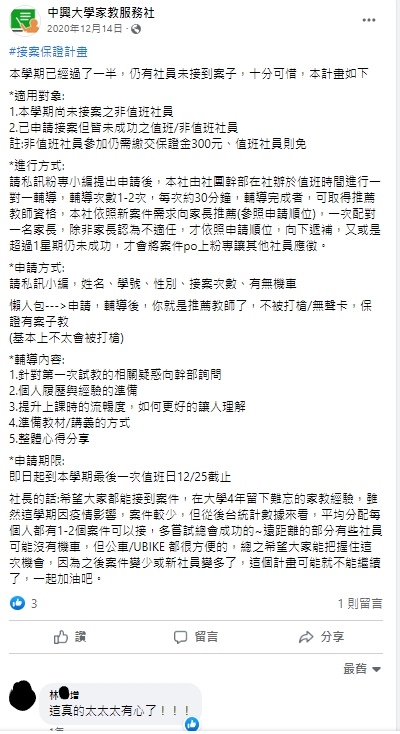 中興大學家教服務社
2020年12月14日
#接案保證計畫
本學期已經過了一半，仍有社員未接到案子，十分可惜，本計畫如下
*適用對象:
1.本學期尚未接案之非值班社員
2.已申請接案但暫未成功之值班/非值班社員
註:非值班社員參加仍需繳交保證金300元、值班社員則免
*進行方式:
請私訊粉専小編提出申請後，本社由社團幹部在社辦於值班時間進行一
對一輔導，輔導次數1-2次，每次約30分鐘，輔導完成者，可取得推薦
教師資格，本社依照新案件需求向家長推薦(參照申請順位)，一次配對
一名家長，除非家長認為不適任，才依照申請順位，向下遞補，又或是
超過1星期仍未成功，才會將案件po上粉專讓其他社員應徵。
*申請方式:
請私訊小編，姓名、學號、性別、接案次數、有無機車
懶人包--->申請，輔導後，你就是推薦教師了，不被打槍/無聲卡，保
證有案子教
(基本上不太會被打槍)
*輔導內容:
1.針對第一次試教的相關疑惑向幹部詢問
2.個人履歷與經驗的準備
3.提升上課時的流暢度，如何更好的讓人理解
4.準備教材/講義的方式
5.整體心得分享
*申請期限:
即日起到本學期最後一次值班日12/25截止
社長的話:希望大家都能接到案件，在大學4年留下難忘的家教經驗，雖
然這學期因疫情影響，案件較少，但從後台統計數據來看，平均分配每
個人都有1-2個案件可以接，多嘗試總會成功的~遠距離的部分有些社員
可能沒有機車，但公車/UBIKE 都很方便的，總之希望大家能把握住這
次機會，因為之後案件變少或新社員變多了，這個計畫可能就不能繼續
了，一起加油吧。
3
1 則留言
讚
留言
分享
最舊
林 增
這真的太太太有心了！！！
1年